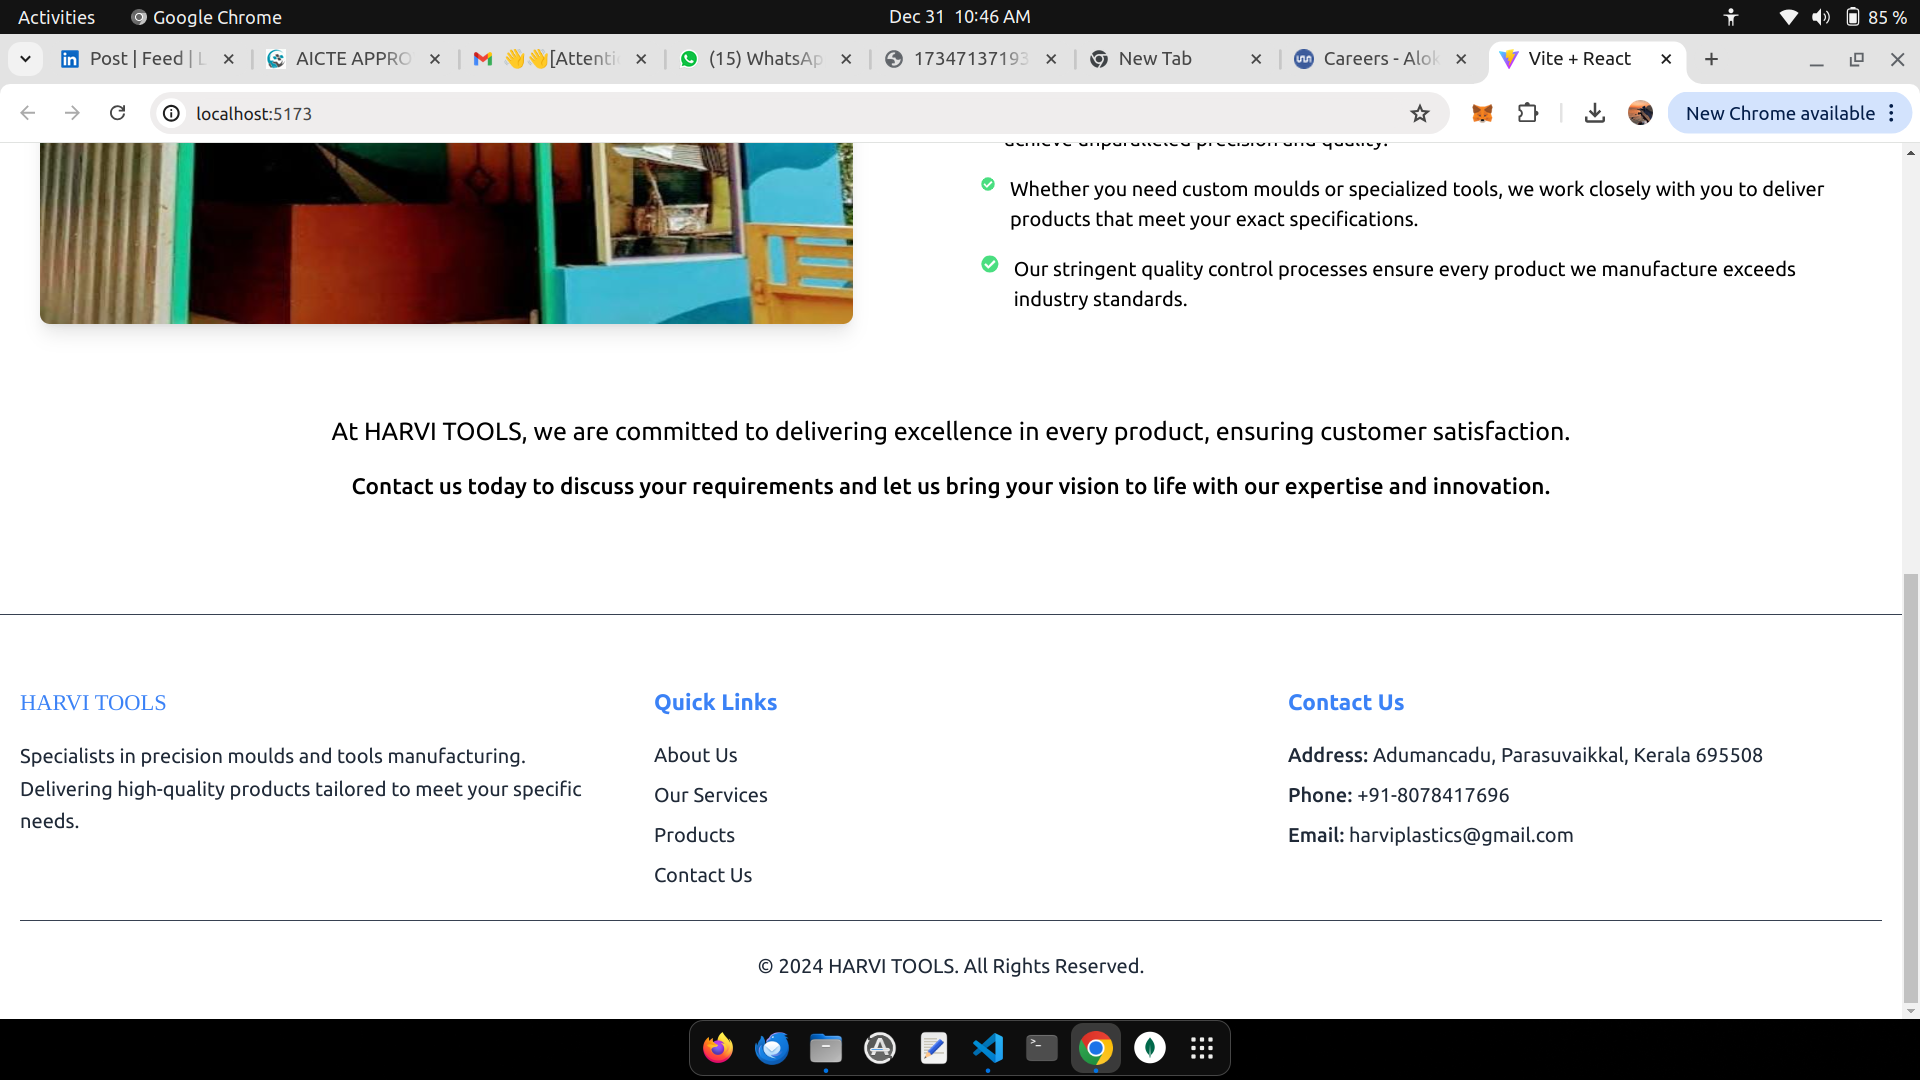 Activities
Google Chrome
Dec 31 10:46 AM
85 %
Post | Feed | L
AICTE APPRO
👋👋[Attenti
(15) WhatsAp
17347137193
New Tab
Careers - Alok
Vite + React
localhost:5173
New Chrome available
achieve unparalleled precision and quality.
Whether you need custom moulds or specialized tools, we work closely with you to deliver
products that meet your exact specifications.
Our stringent quality control processes ensure every product we manufacture exceeds
industry standards.
At HARVI TOOLS, we are committed to delivering excellence in every product, ensuring customer satisfaction.
Contact us today to discuss your requirements and let us bring your vision to life with our expertise and innovation.
HARVI TOOLS
Specialists in precision moulds and tools manufacturing.
Delivering high-quality products tailored to meet your specific
needs.
Quick Links
About Us
Our Services
Products
Contact Us
Contact Us
Address: Adumancadu, Parasuvaikkal, Kerala 695508
Phone: +91-8078417696
Email: harviplastics@gmail.com
© 2024 HARVI TOOLS. All Rights Reserved.